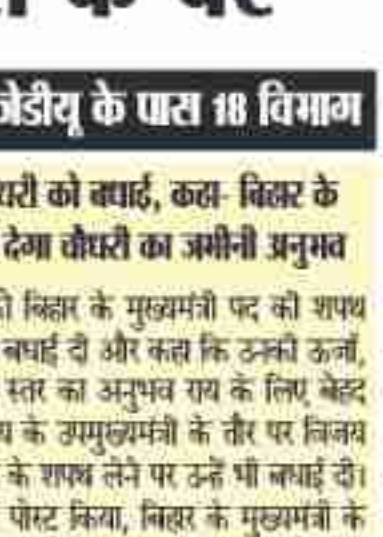 जेडीयू के पास 18 विभाग
धरी को बधाई, कहा- बिहार के
देगा चौधरी का जमीनी अनुभव
बिहार के मुख्यमंत्री पद की शपथ
बधाई दी और कहा कि उनकी ऊर्जा,
स्तर का अनुभव राय के लिए बेहद
य के उपमुख्यमंत्री के तौर पर विजय
के शपथ लेने पर उन्हें भी बधाई दी।
पोस्ट किया, बिहार के मुख्यमंत्री के